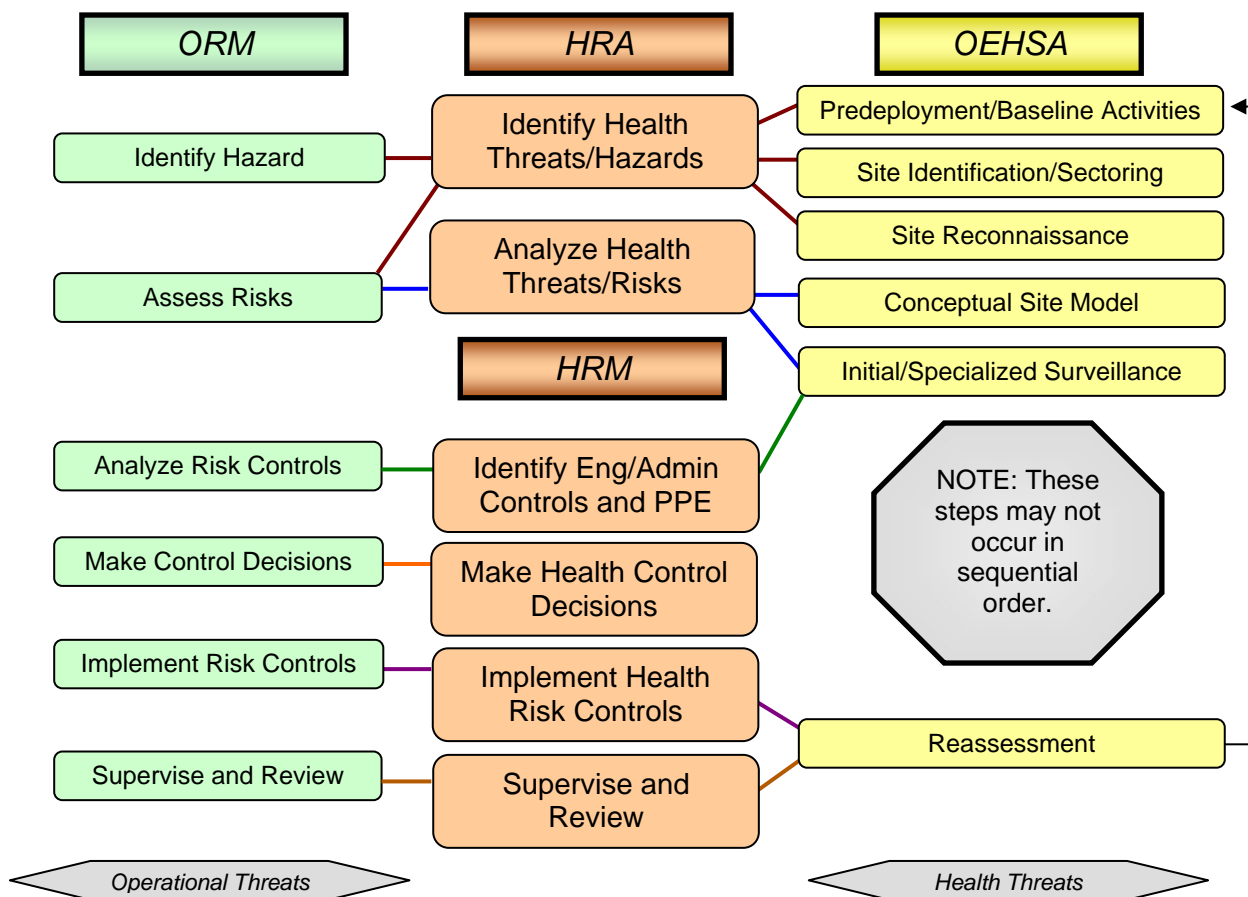 ORM
HRA
OEHSA
Identify Hazard
Assess Risks
Analyze Risk Controls
Make Control Decisions
Implement Risk Controls
Supervise and Review
Operational Threats
Identify Health
Threats/Hazards
Analyze Health
Threats/Risks
HRM
Identify Eng/Admin
Controls and PPE
Make Health Control
Decisions
Implement Health
Risk Controls
Supervise and
Review
Predeployment/Baseline Activities
Site Identification/Sectoring
Site Reconnaissance
Conceptual Site Model
Initial/Specialized Surveillance
NOTE: These
steps may not
occur in
sequential
order.
Reassessment
Health Threats